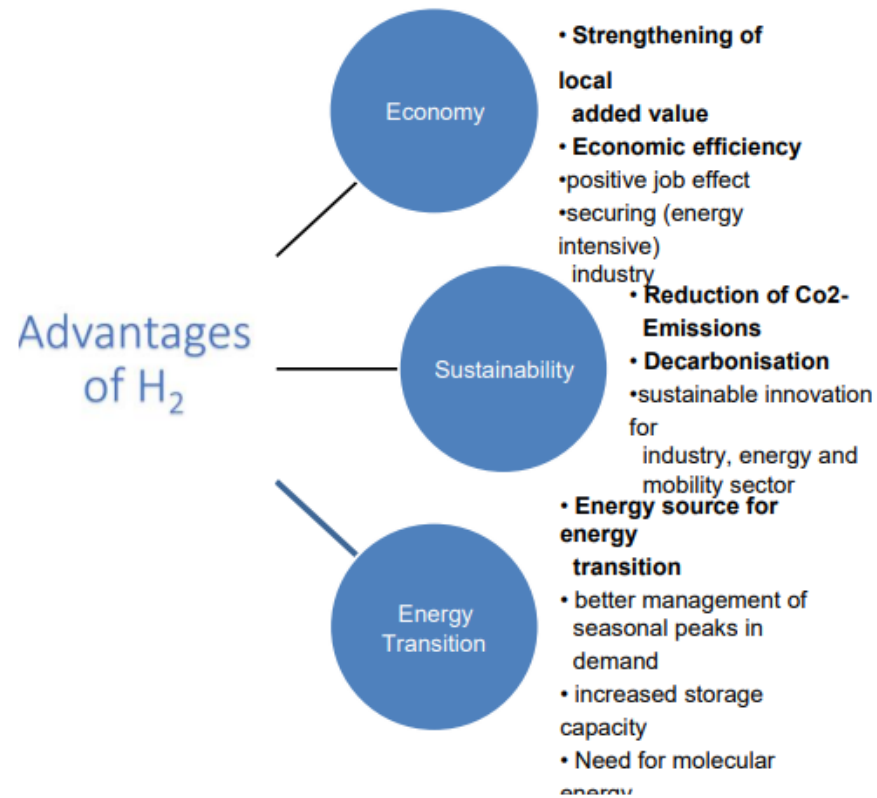 Advantages
of H₂
Economy
• Strengthening of
local
added value
• Economic efficiency
•positive job effect
•securing (energy
intensive)
industry
Sustainability
• Reduction of Co2-
Emissions
• Decarbonisation
•sustainable innovation
for
industry, energy and
mobility sector
Energy
Transition
• Energy source for
energy
transition
• better management of
seasonal peaks in
demand
• increased storage
capacity
• Need for molecular
energy